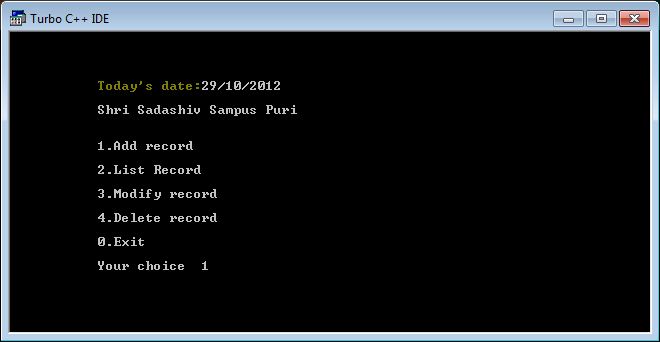 Turbo C++ IDE
Today's date:29/10/2012
Shri Sadashiv Sampus Puri
1.Add record
2.List Record
3.Modify record
4.Delete record
0.Exit
Your choice  1